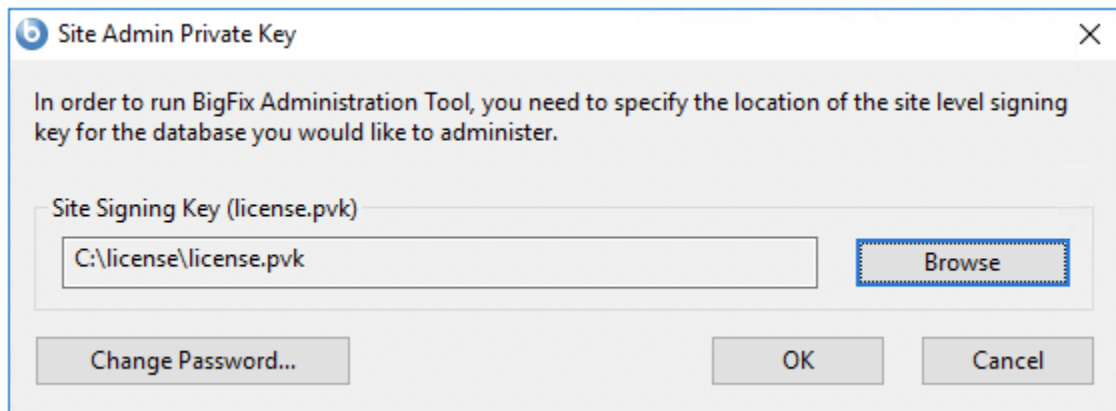 Site Admin Private Key
In order to run BigFix Administration Tool, you need to specify the location of the site level signing
key for the database you would like to administer.
Site Signing Key (license.pvk)
C:\license\license.pvk
Browse
Change Password...
OK
Cancel